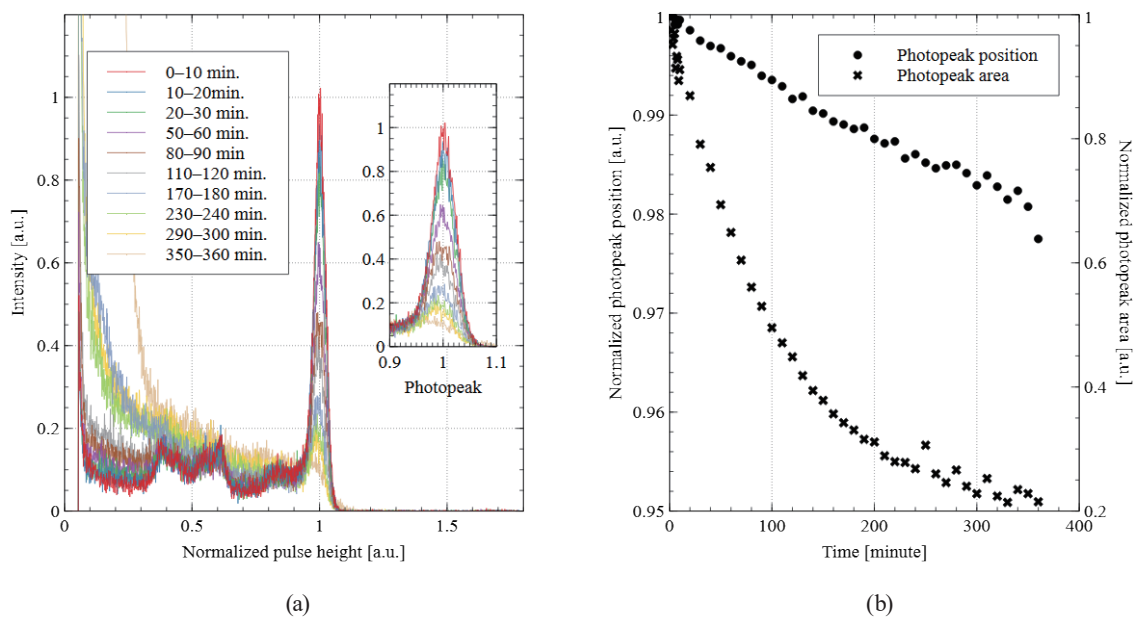 0–10 min.
10–20min.
20–30 min.
50–60 min.
80–90 min
110–120 min.
170–180 min.
230–240 min.
290–300 min.
350–360 min.
Intensity [a.u.]
1
0.8
0.6
0.4
0.2
0
0 0.5 1 1.5
Normalized pulse height [a.u.]
1
0.8
0.6
0.4
0.2
0
0.9 1 1.1
Photopeak
(a)
Photopeak position
Photopeak area
Normalized photopeak position [a.u.]
1
0.99
0.98
0.97
0.96
0.95
0 100 200 300 400
Time [minute]
1
0.8
0.6
0.4
0.2
Normalized photopeak area
[a.u.]
(b)